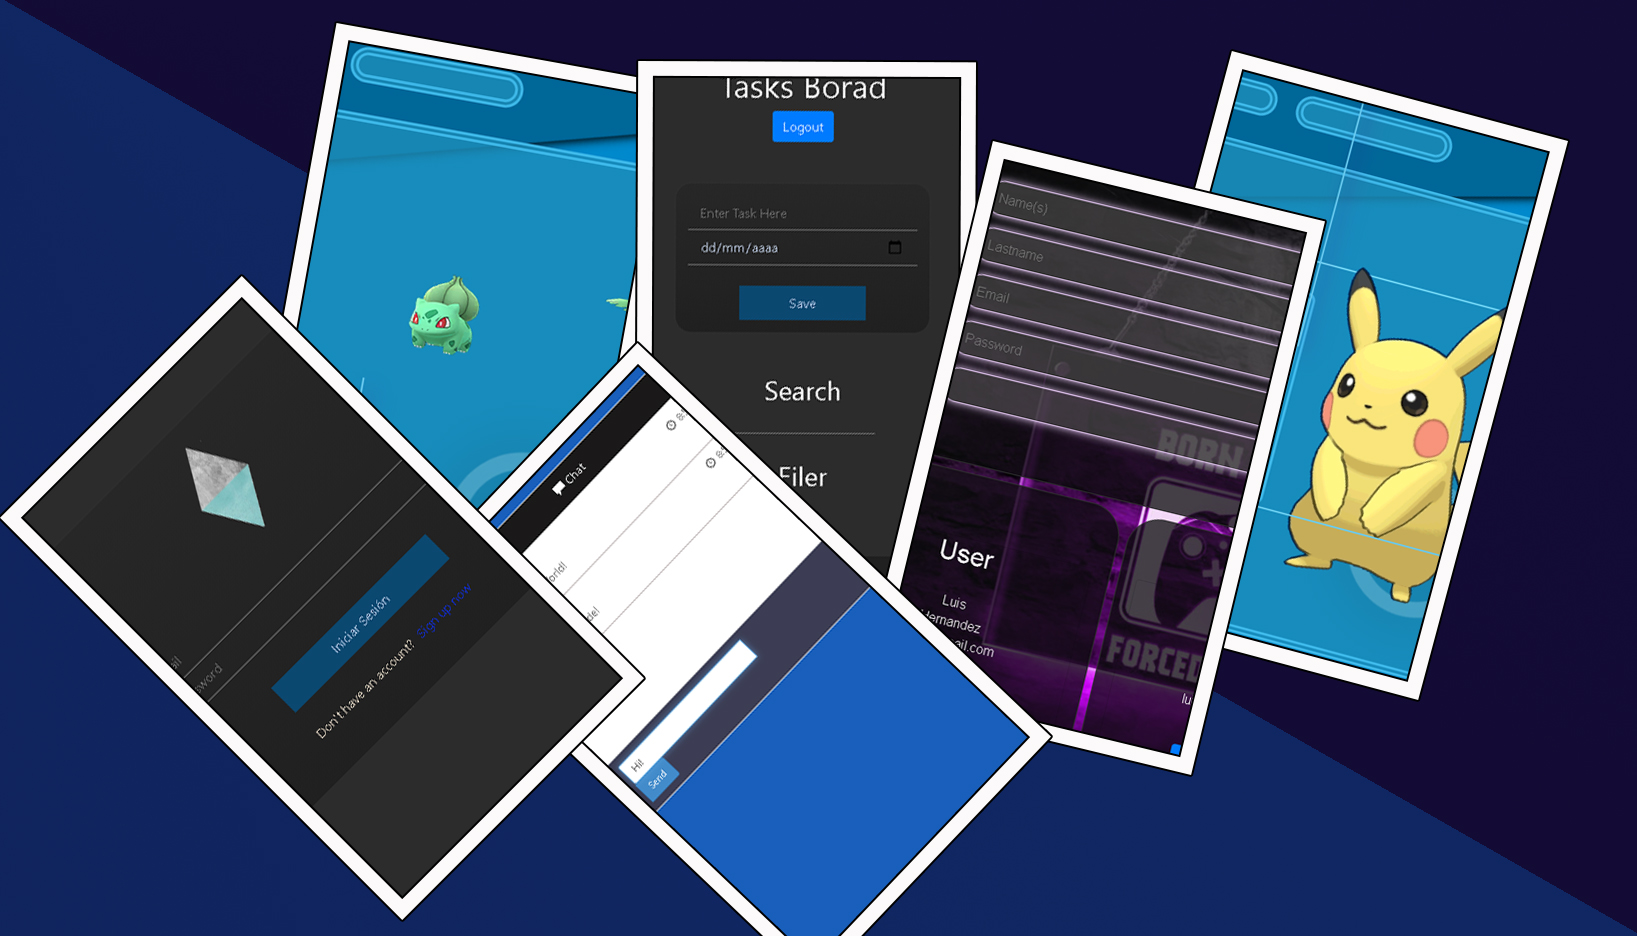 Tasks Borad
Logout
Enter Task Here
dd/mm/aaaa
Save
Search
Filer
Name(s)
Lastname
Email
Password
BORN
FORCED
User
Luis
Hernandez
ail.com
lu
Chat
orld!
de!
Hi!
Send
ail
sword
Iniciar Sesión
Don't have an account? Sign up now